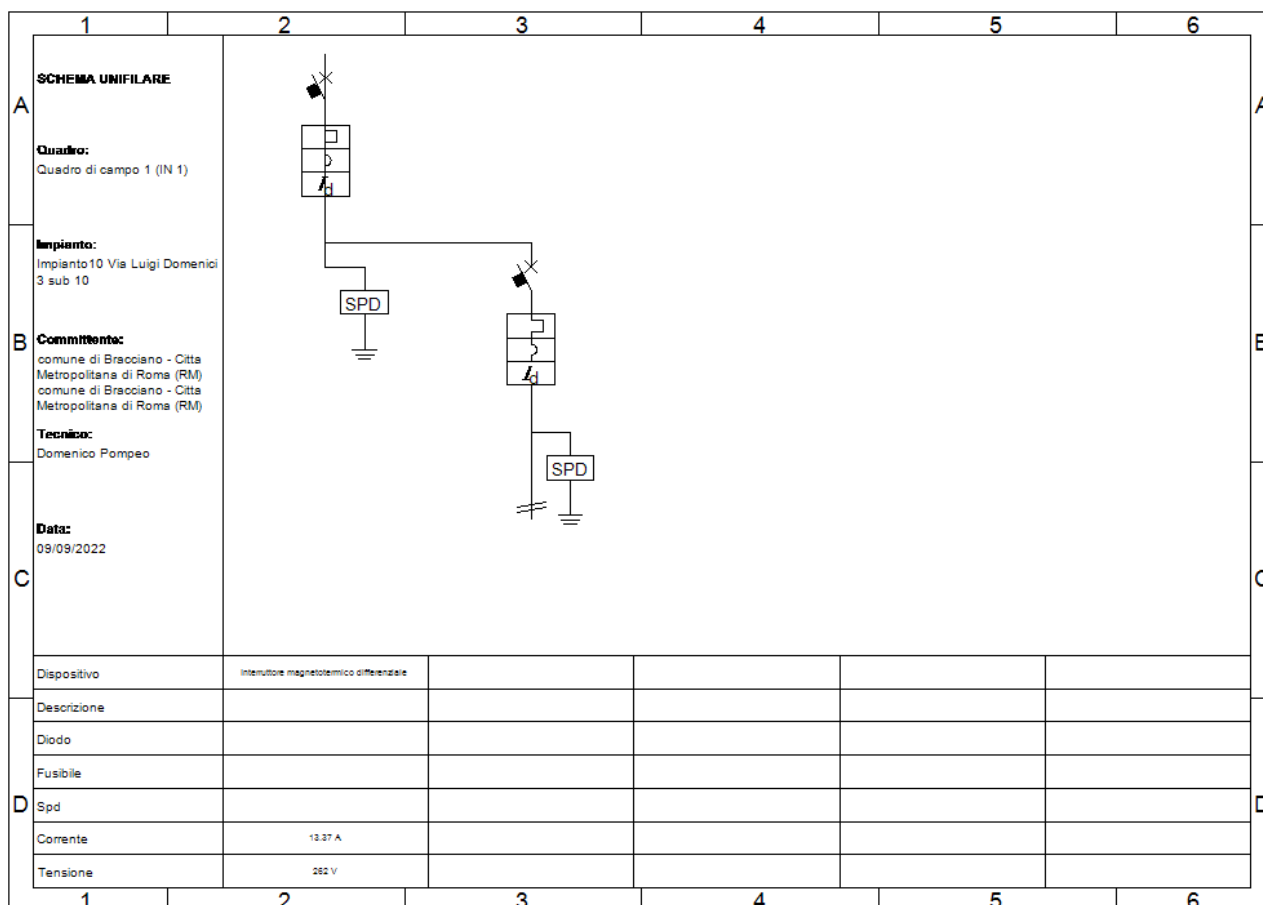 1 2 3 4 5 6
A A
SCHEMA UNIFILARE
Quadro:
Quadro di campo 1 (IN 1)
Id
Impianto:
Impianto10 Via Luigi Domenici
3 sub 10
SPD
B B
Committente:
comune di Bracciano - Citta
Metropolitana di Roma (RM)
comune di Bracciano - Citta
Metropolitana di Roma (RM)
Id
Tecnico:
Domenico Pompeo
SPD
Data:
09/09/2022
C C
Dispositivo Interruttore magnetotermico differenziale
Descrizione
Diodo
Fusibile
D D
Spd
Corrente 13.37 A
Tensione 262 V
1 2 3 4 5 6